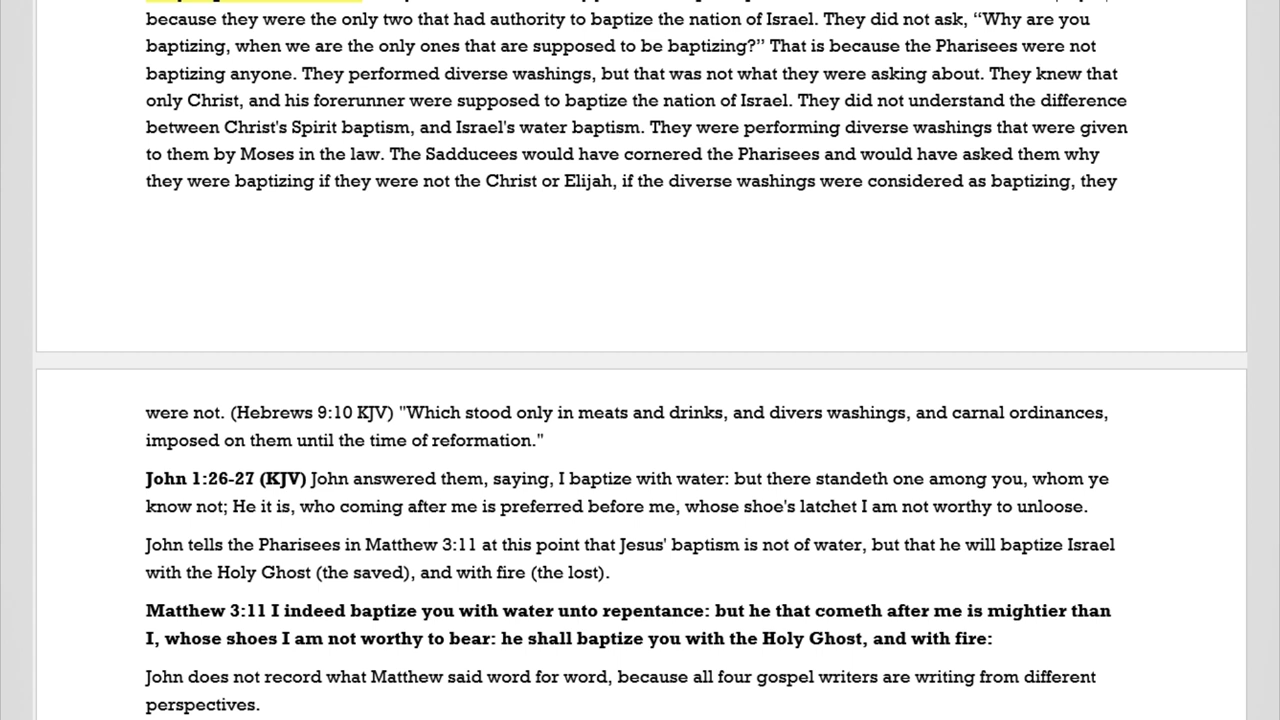 because they were the only two that had authority to baptize the nation of Israel. They did not ask, “Why are you
baptizing, when we are the only ones that are supposed to be baptizing?” That is because the Pharisees were not
baptizing anyone. They performed diverse washings, but that was not what they were asking about. They knew that
only Christ, and his forerunner were supposed to baptize the nation of Israel. They did not understand the difference
between Christ's Spirit baptism, and Israel's water baptism. They were performing diverse washings that were given
to them by Moses in the law. The Sadducees would have cornered the Pharisees and would have asked them why
they were baptizing if they were not the Christ or Elijah, if the diverse washings were considered as baptizing, they
were not. (Hebrews 9:10 KJV) "Which stood only in meats and drinks, and divers washings, and carnal ordinances,
imposed on them until the time of reformation."
John 1:26-27 (KJV) John answered them, saying, I baptize with water: but there standeth one among you, whom ye
know not; He it is, who coming after me is preferred before me, whose shoe's latchet I am not worthy to unloose.
John tells the Pharisees in Matthew 3:11 at this point that Jesus' baptism is not of water, but that he will baptize Israel
with the Holy Ghost (the saved), and with fire (the lost).
Matthew 3:11 I indeed baptize you with water unto repentance: but he that cometh after me is mightier than
I, whose shoes I am not worthy to bear: he shall baptize you with the Holy Ghost, and with fire:
John does not record what Matthew said word for word, because all four gospel writers are writing from different
perspectives.